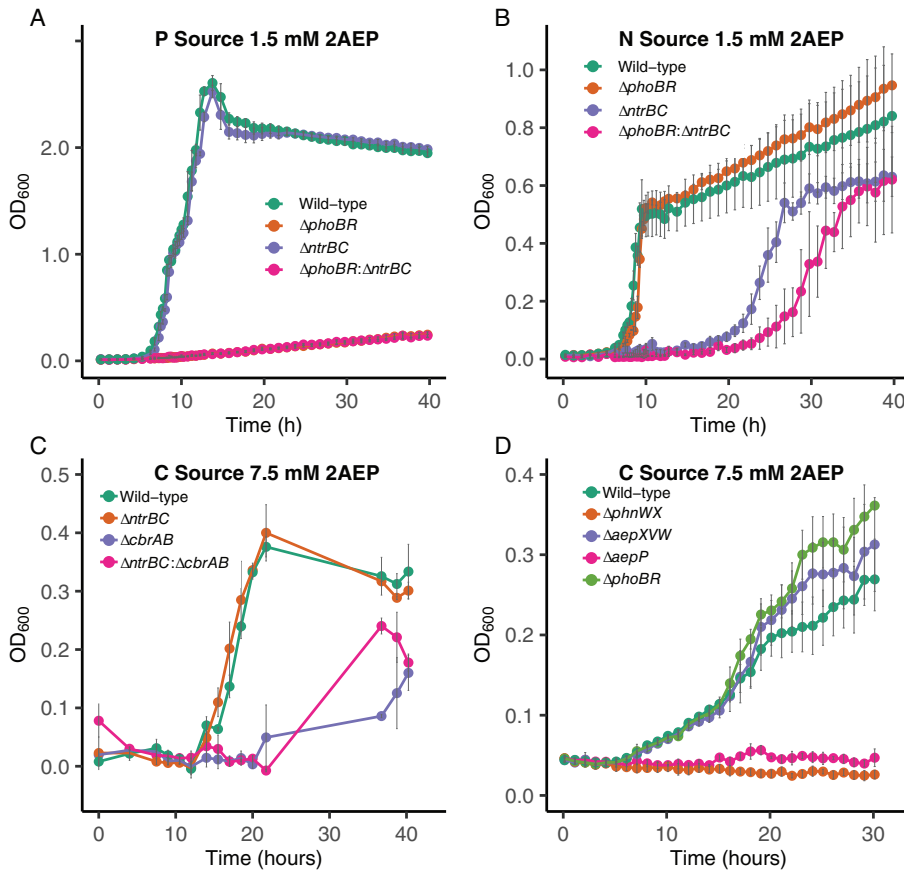 A
P Source 1.5 mM 2AEP
OD600
2.0
1.0
0.0
Wild−type
ΔphoBR
ΔntrBC
ΔphoBR:ΔntrBC
0 10 20 30 40
Time (h)
B
N Source 1.5 mM 2AEP
OD600
1.0
0.8
0.6
0.4
0.2
0.0
Wild−type
ΔphoBR
ΔntrBC
ΔphoBR:ΔntrBC
0 10 20 30 40
Time (h)
C
C Source 7.5 mM 2AEP
OD600
0.5
0.4
0.3
0.2
0.1
0.0
Wild−type
ΔntrBC
ΔcbrAB
ΔntrBC:ΔcbrAB
0 10 20 30 40
Time (hours)
D
C Source 7.5 mM 2AEP
OD600
0.4
0.3
0.2
0.1
0.0
Wild−type
ΔphnWX
ΔaepXVW
ΔaepP
ΔphoBR
0 10 20 30
Time (hours)